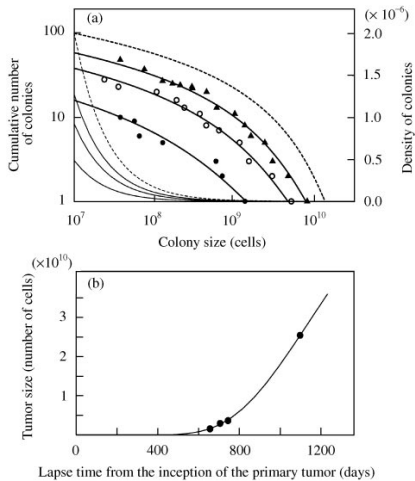 (× 10⁻⁶)
(a)
100
10
1
Cumulative number
of colonies
2.0
1.5
1.0
0.5
0.0
Density of colonies
10⁷ 10⁸ 10⁹ 10¹⁰
Colony size (cells)
(×10¹⁰)
(b)
3
2
1
Tumor size (number of cells)
0 400 800 1200
Lapse time from the inception of the primary tumor (days)